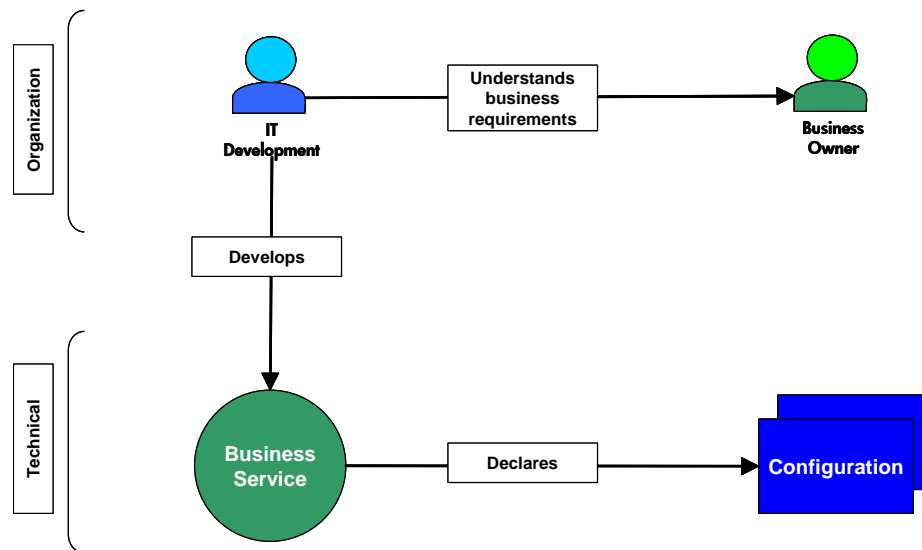 Organization
IT
Development
Understands
business
requirements
Business
Owner
Develops
Technical
Business
Service
Declares
Configuration